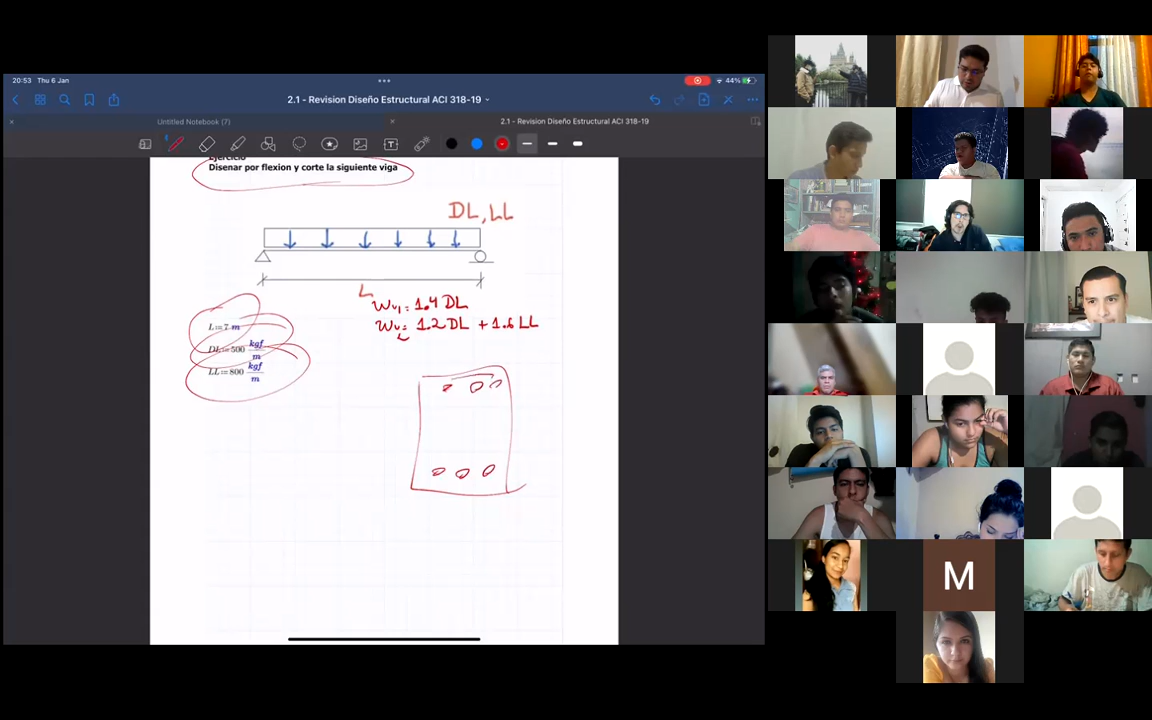 20:53 Thu 6 Jan
44%
2.1 - Revision Diseño Estructural ACI 318-19
Untitled Notebook (7)
2.1 - Revision Diseño Estructural ACI 318-19
Ejercicio
Disenar por flexion y corte la siguiente viga
DL, LL
L
Wu1 = 1.4 DL
Wu2 = 1.2 DL + 1.6 LL
L := 7 m
DL := 500 kgf/m
LL := 800 kgf/m
M